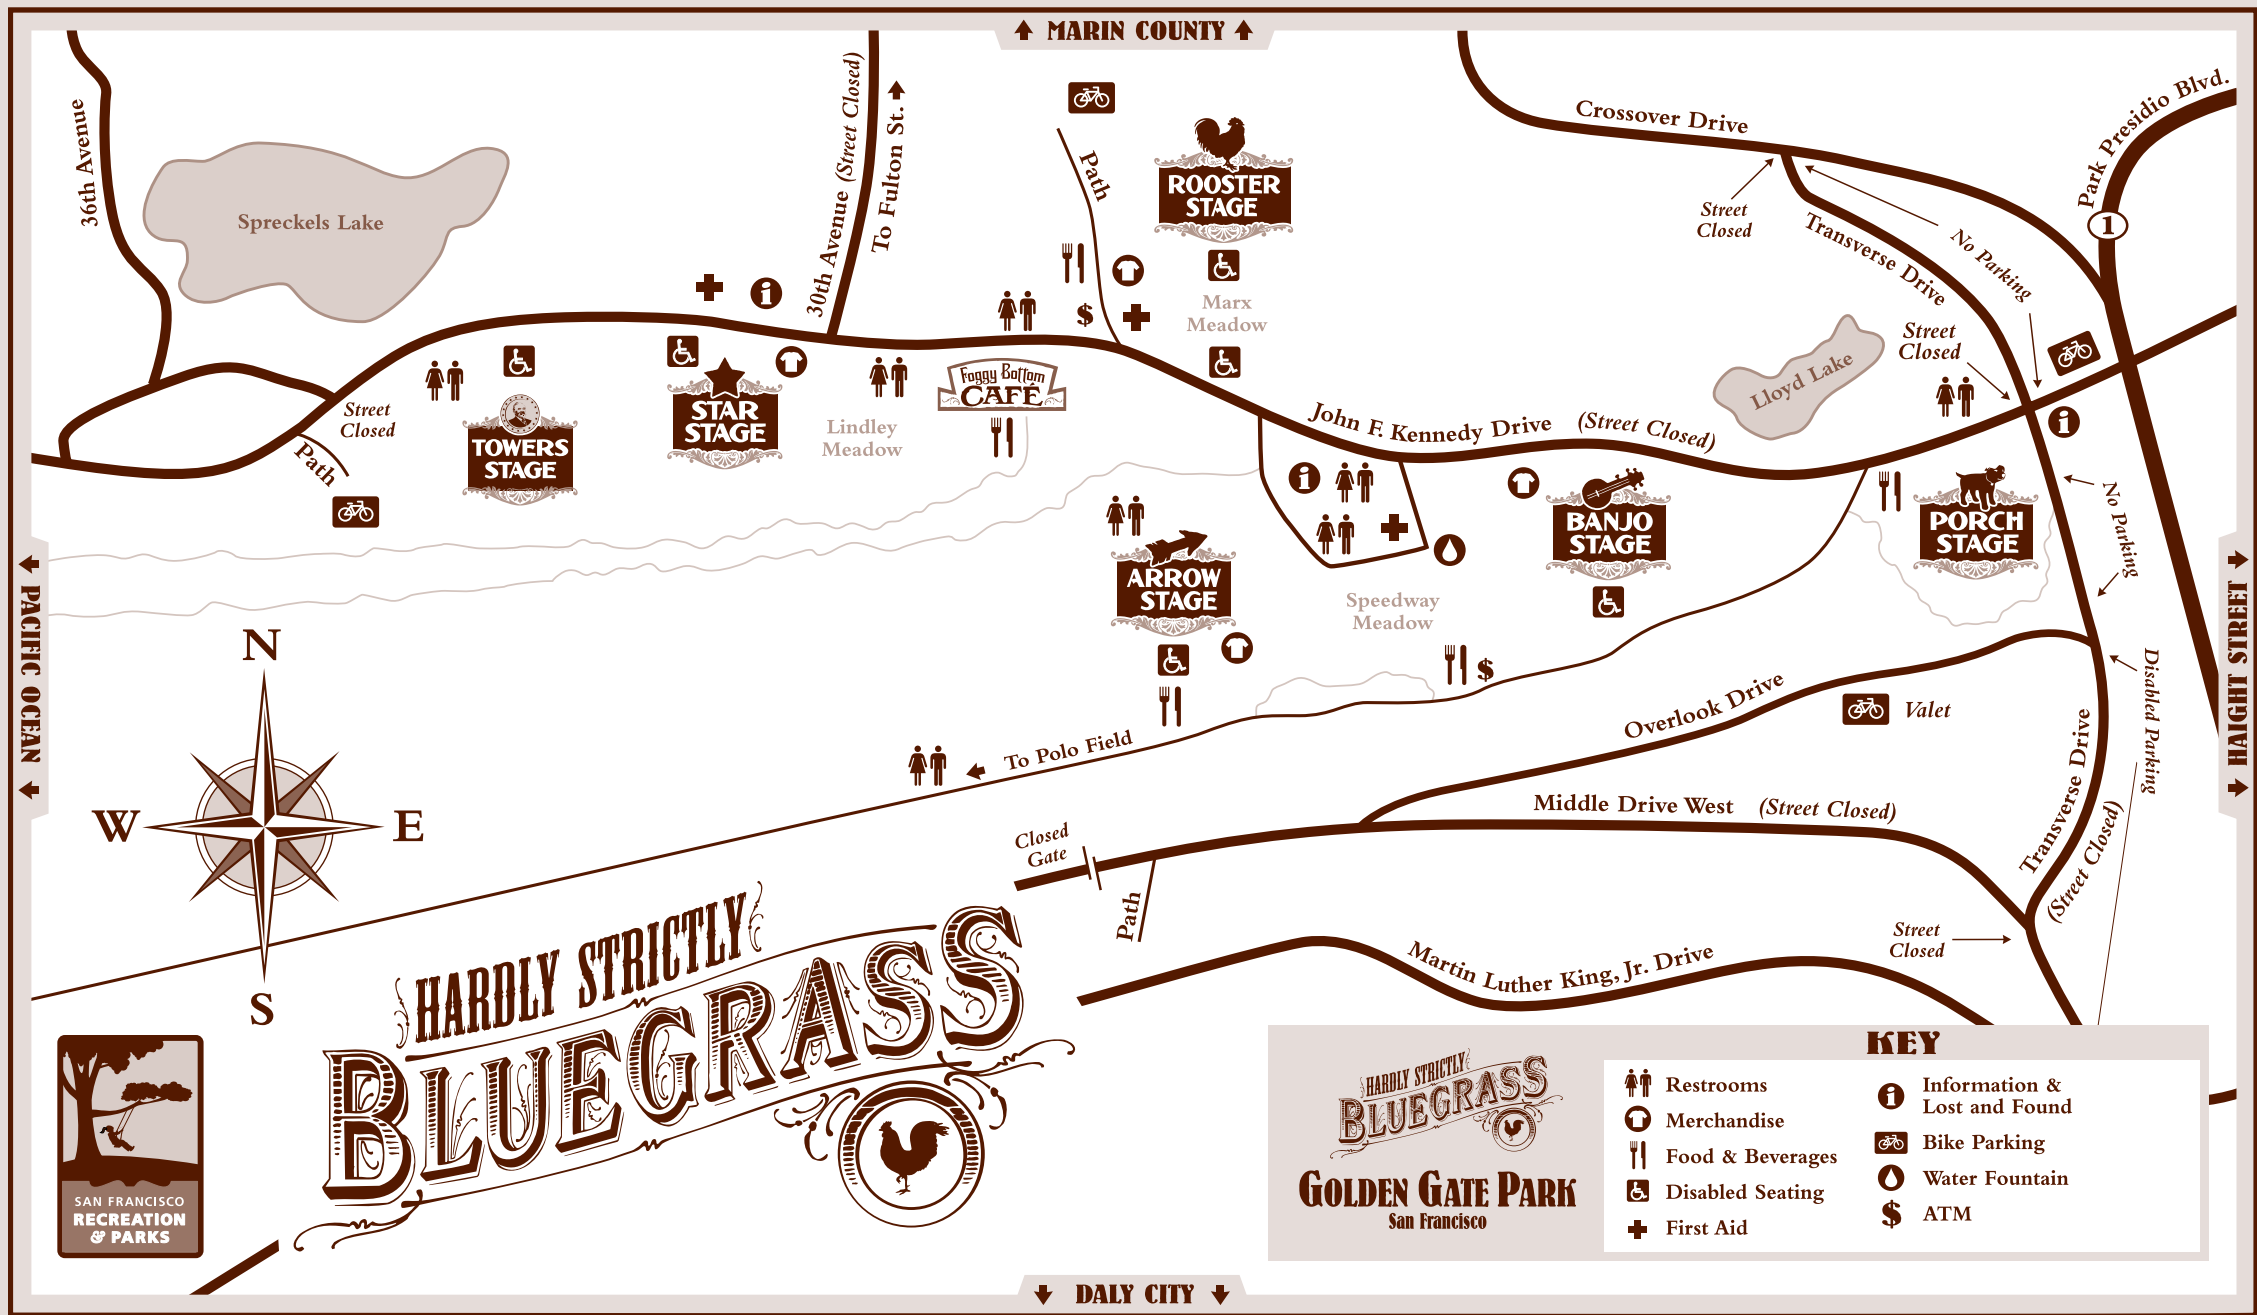 MARIN COUNTY
36th Avenue
Spreckels Lake
30th Avenue (Street Closed)
To Fulton St.
Path
ROOSTER
STAGE
Marx
Meadow
Crossover Drive
Street
Closed
Transverse Drive
No Parking
Park Presidio Blvd.
1
Street
Closed
Lloyd Lake
Street
Closed
Path
TOWERS
STAGE
STAR
STAGE
Lindley
Meadow
Foggy Bottom
CAFÉ
John F. Kennedy Drive (Street Closed)
BANJO
STAGE
PORCH
STAGE
No Parking
ARROW
STAGE
Speedway
Meadow
PACIFIC OCEAN
HAIGHT STREET
Disabled Parking
N
W
E
S
To Polo Field
Overlook Drive
Valet
Middle Drive West (Street Closed)
Transverse Drive
(Street Closed)
Closed
Gate
Path
Street
Closed
Martin Luther King, Jr. Drive
HARDLY STRICTLY
BLUEGRASS
SAN FRANCISCO
RECREATION
& PARKS
HARDLY STRICTLY
BLUEGRASS
GOLDEN GATE PARK
San Francisco
KEY
Restrooms
Merchandise
Food & Beverages
Disabled Seating
First Aid
i Information &
Lost and Found
Bike Parking
Water Fountain
$ ATM
DALY CITY